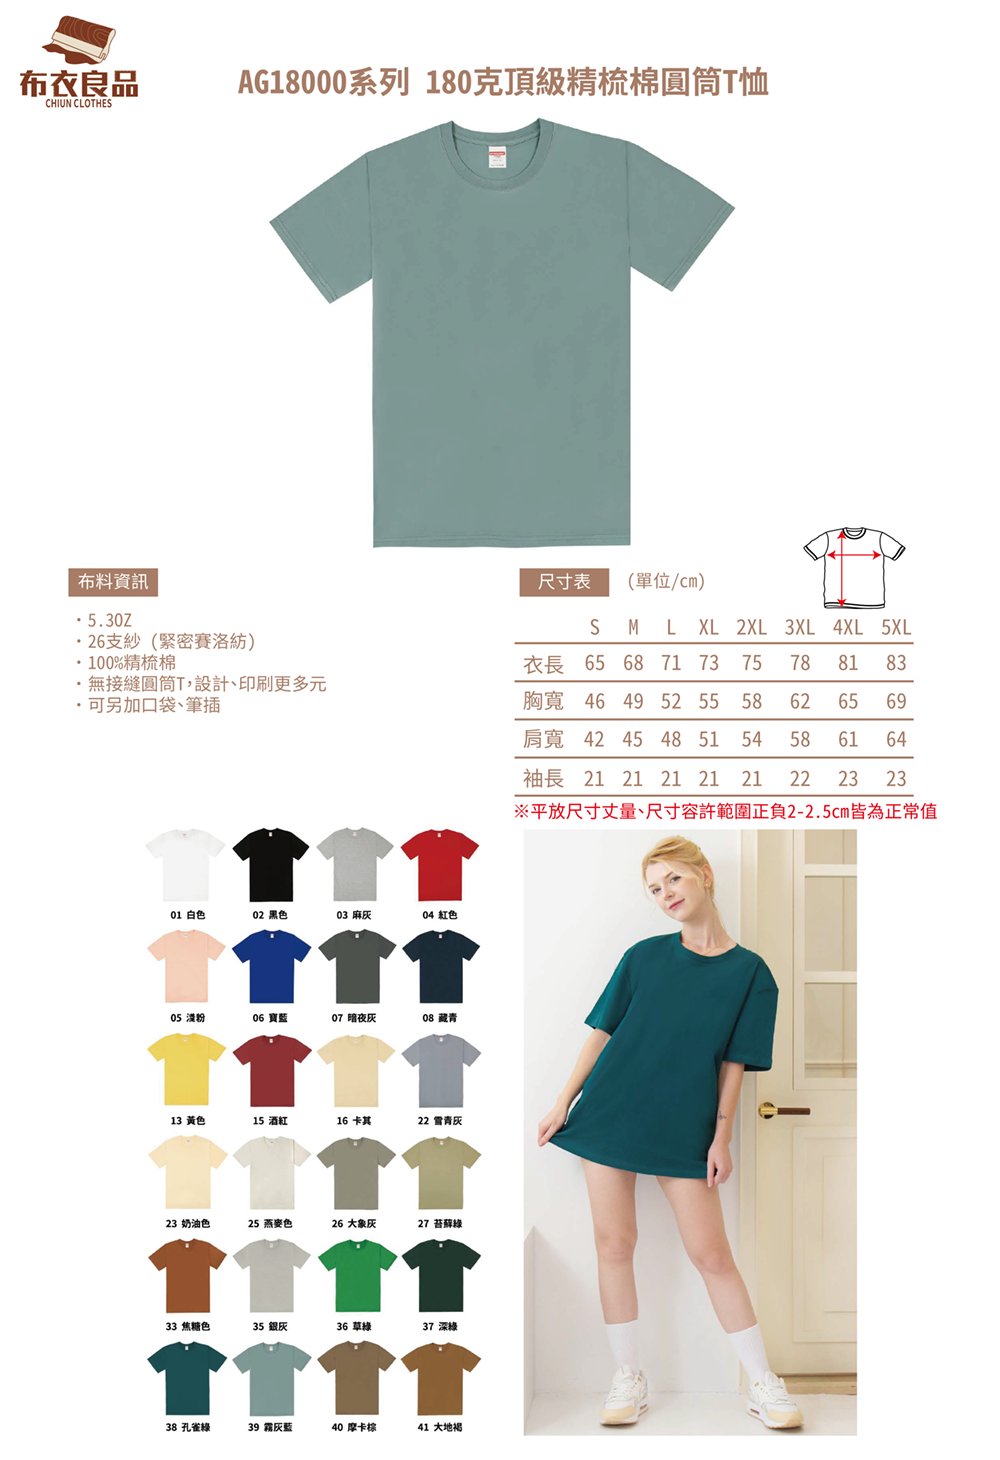 布衣良品
CHIUN CLOTHES
AG18000系列 180克頂級精梳棉圓筒T恤
布料資訊
・5.3OZ
・26支紗 (緊密賽洛紡)
・100%精梳棉
・無接縫圓筒T,設計、印刷更多元
・可另加口袋、筆插
尺寸表 (單位/cm)
S M L XL 2XL 3XL 4XL 5XL
衣長 65 68 71 73 75 78 81 83
胸寬 46 49 52 55 58 62 65 69
肩寬 42 45 48 51 54 58 61 64
袖長 21 21 21 21 21 22 23 23
※平放尺寸丈量、尺寸容許範圍正負2-2.5cm皆為正常值
01 白色 02 黑色 03 麻灰 04 紅色
05 淺粉 06 寶藍 07 暗夜灰 08 藏青
13 黃色 15 酒紅 16 卡其 22 雪青灰
23 奶油色 25 燕麥色 26 大象灰 27 苔蘚綠
33 焦糖色 35 銀灰 36 草綠 37 深綠
38 孔雀綠 39 霧灰藍 40 摩卡棕 41 大地褐